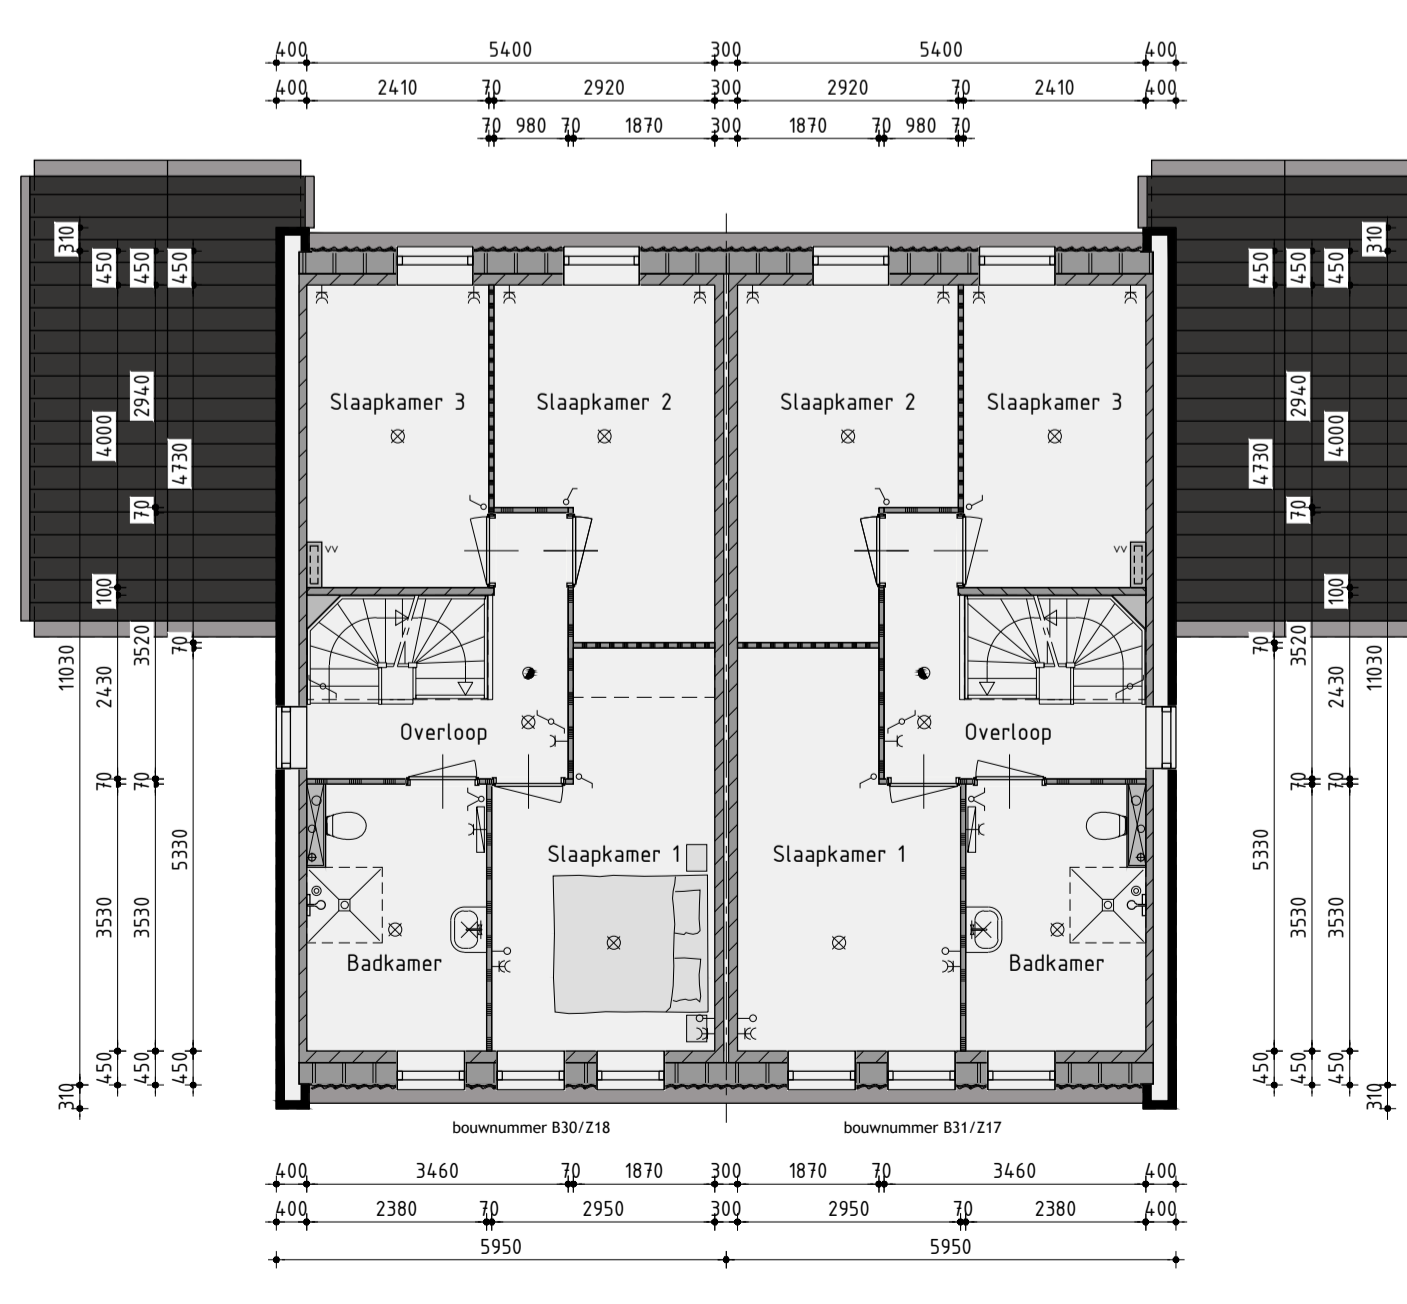 400 5400 300 5400 400
400 2410 70 2920 300 2920 70 2410 400
70 980 70 1870 300 1870 70 980 70
310 450 450 450 450 450 450 310
2940 2940
4000 4000
4730 4730
70 70
100 100
Slaapkamer 3 Slaapkamer 2 Slaapkamer 2 Slaapkamer 3
vv vv
3520 70 70 3520
11030 2430 2430 11030
Overloop Overloop
70 70 70 70
5330 5330
Slaapkamer 1 Slaapkamer 1
3530 3530 3530 3530
Badkamer Badkamer
450 450 450 450 450 450
310 310
bouwnummer B30/Z18 bouwnummer B31/Z17
400 3460 70 1870 300 1870 70 3460 400
400 2380 70 2950 300 2950 70 2380 400
5950 5950